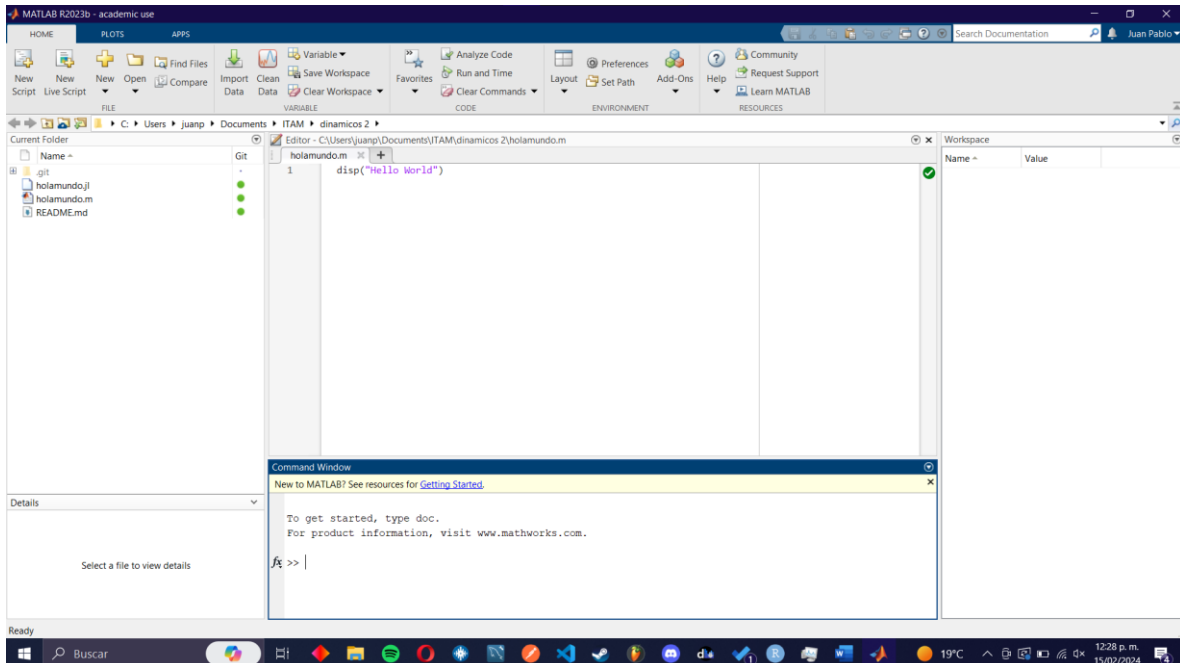 MATLAB R2023b - academic use
HOME PLOTS APPS
Search Documentation
Juan Pablo
New Script
New Live Script
New
Open
Find Files
Compare
Import Data
Clean Data
Variable
Save Workspace
Clear Workspace
Favorites
Analyze Code
Run and Time
Clear Commands
Layout
Preferences
Set Path
Add-Ons
Help
Community
Request Support
Learn MATLAB
FILE VARIABLE CODE ENVIRONMENT RESOURCES
C: Users juanp Documents ITAM dinamicos 2
Current Folder
Name Git
.git
holamundo.jl
holamundo.m
README.md
Details
Select a file to view details
Editor - C:\Users\juanp\Documents\ITAM\dinamicos 2\holamundo.m
holamundo.m
1 disp("Hello World")
Command Window
New to MATLAB? See resources for Getting Started.
To get started, type doc.
For product information, visit www.mathworks.com.
fx >>
Workspace
Name Value
Ready
Buscar
19°C
12:28 p. m.
15/02/2024